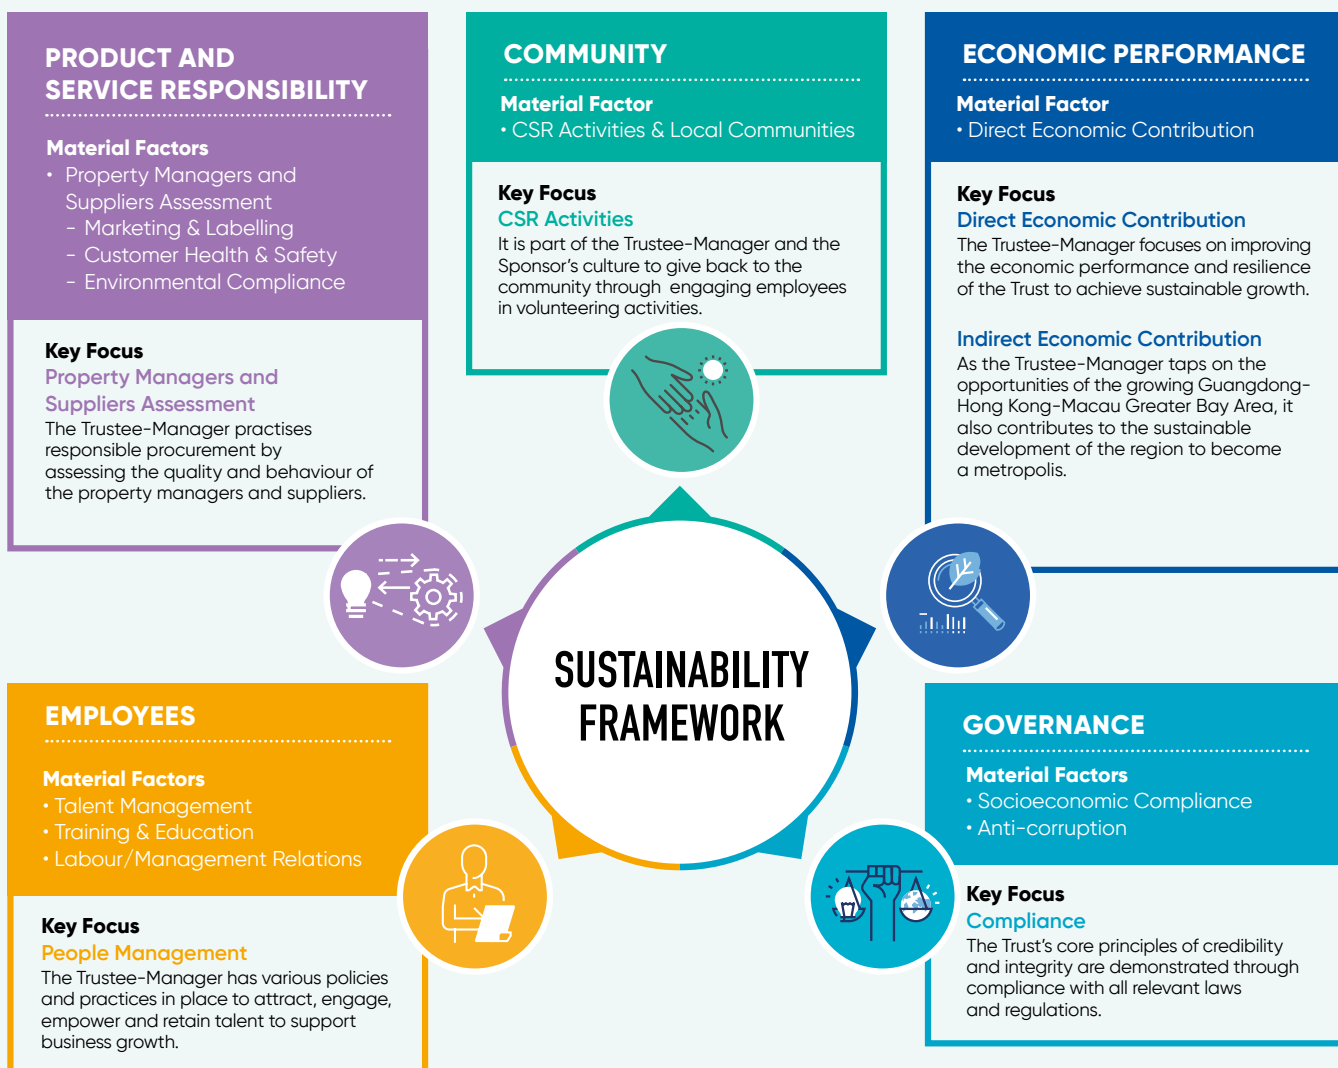 PRODUCT AND
SERVICE RESPONSIBILITY
Material Factors
• Property Managers and
Suppliers Assessment
- Marketing & Labelling
- Customer Health & Safety
- Environmental Compliance
Key Focus
Property Managers and
Suppliers Assessment
The Trustee-Manager practises
responsible procurement by
assessing the quality and behaviour of
the property managers and suppliers.
COMMUNITY
Material Factor
• CSR Activities & Local Communities
Key Focus
CSR Activities
It is part of the Trustee-Manager and the
Sponsor's culture to give back to the
community through engaging employees
in volunteering activities.
ECONOMIC PERFORMANCE
Material Factor
• Direct Economic Contribution
Key Focus
Direct Economic Contribution
The Trustee-Manager focuses on improving
the economic performance and resilience
of the Trust to achieve sustainable growth.
Indirect Economic Contribution
As the Trustee-Manager taps on the
opportunities of the growing Guangdong-
Hong Kong-Macau Greater Bay Area, it
also contributes to the sustainable
development of the region to become
a metropolis.
SUSTAINABILITY
FRAMEWORK
EMPLOYEES
Material Factors
• Talent Management
• Training & Education
• Labour/Management Relations
Key Focus
People Management
The Trustee-Manager has various policies
and practices in place to attract, engage,
empower and retain talent to support
business growth.
GOVERNANCE
Material Factors
• Socioeconomic Compliance
• Anti-corruption
Key Focus
Compliance
The Trust's core principles of credibility
and integrity are demonstrated through
compliance with all relevant laws
and regulations.